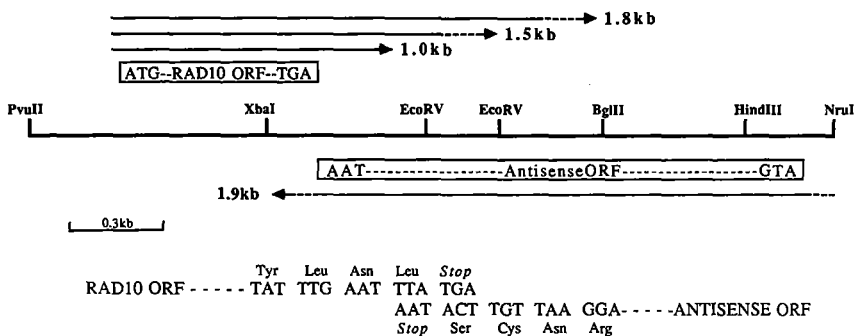 1.8kb
1.5kb
1.0kb
ATG--RAD10 ORF--TGA
PvuII XbaI EcoRV EcoRV BglII HindIII NruI
AAT------------------AntisenseORF------------------GTA
1.9kb
0.3kb
Tyr Leu Asn Leu Stop
RAD10 ORF - - - - - TAT TTG AAT TTA TGA
AAT ACT TGT TAA GGA-----ANTISENSE ORF
Stop Ser Cys Asn Arg